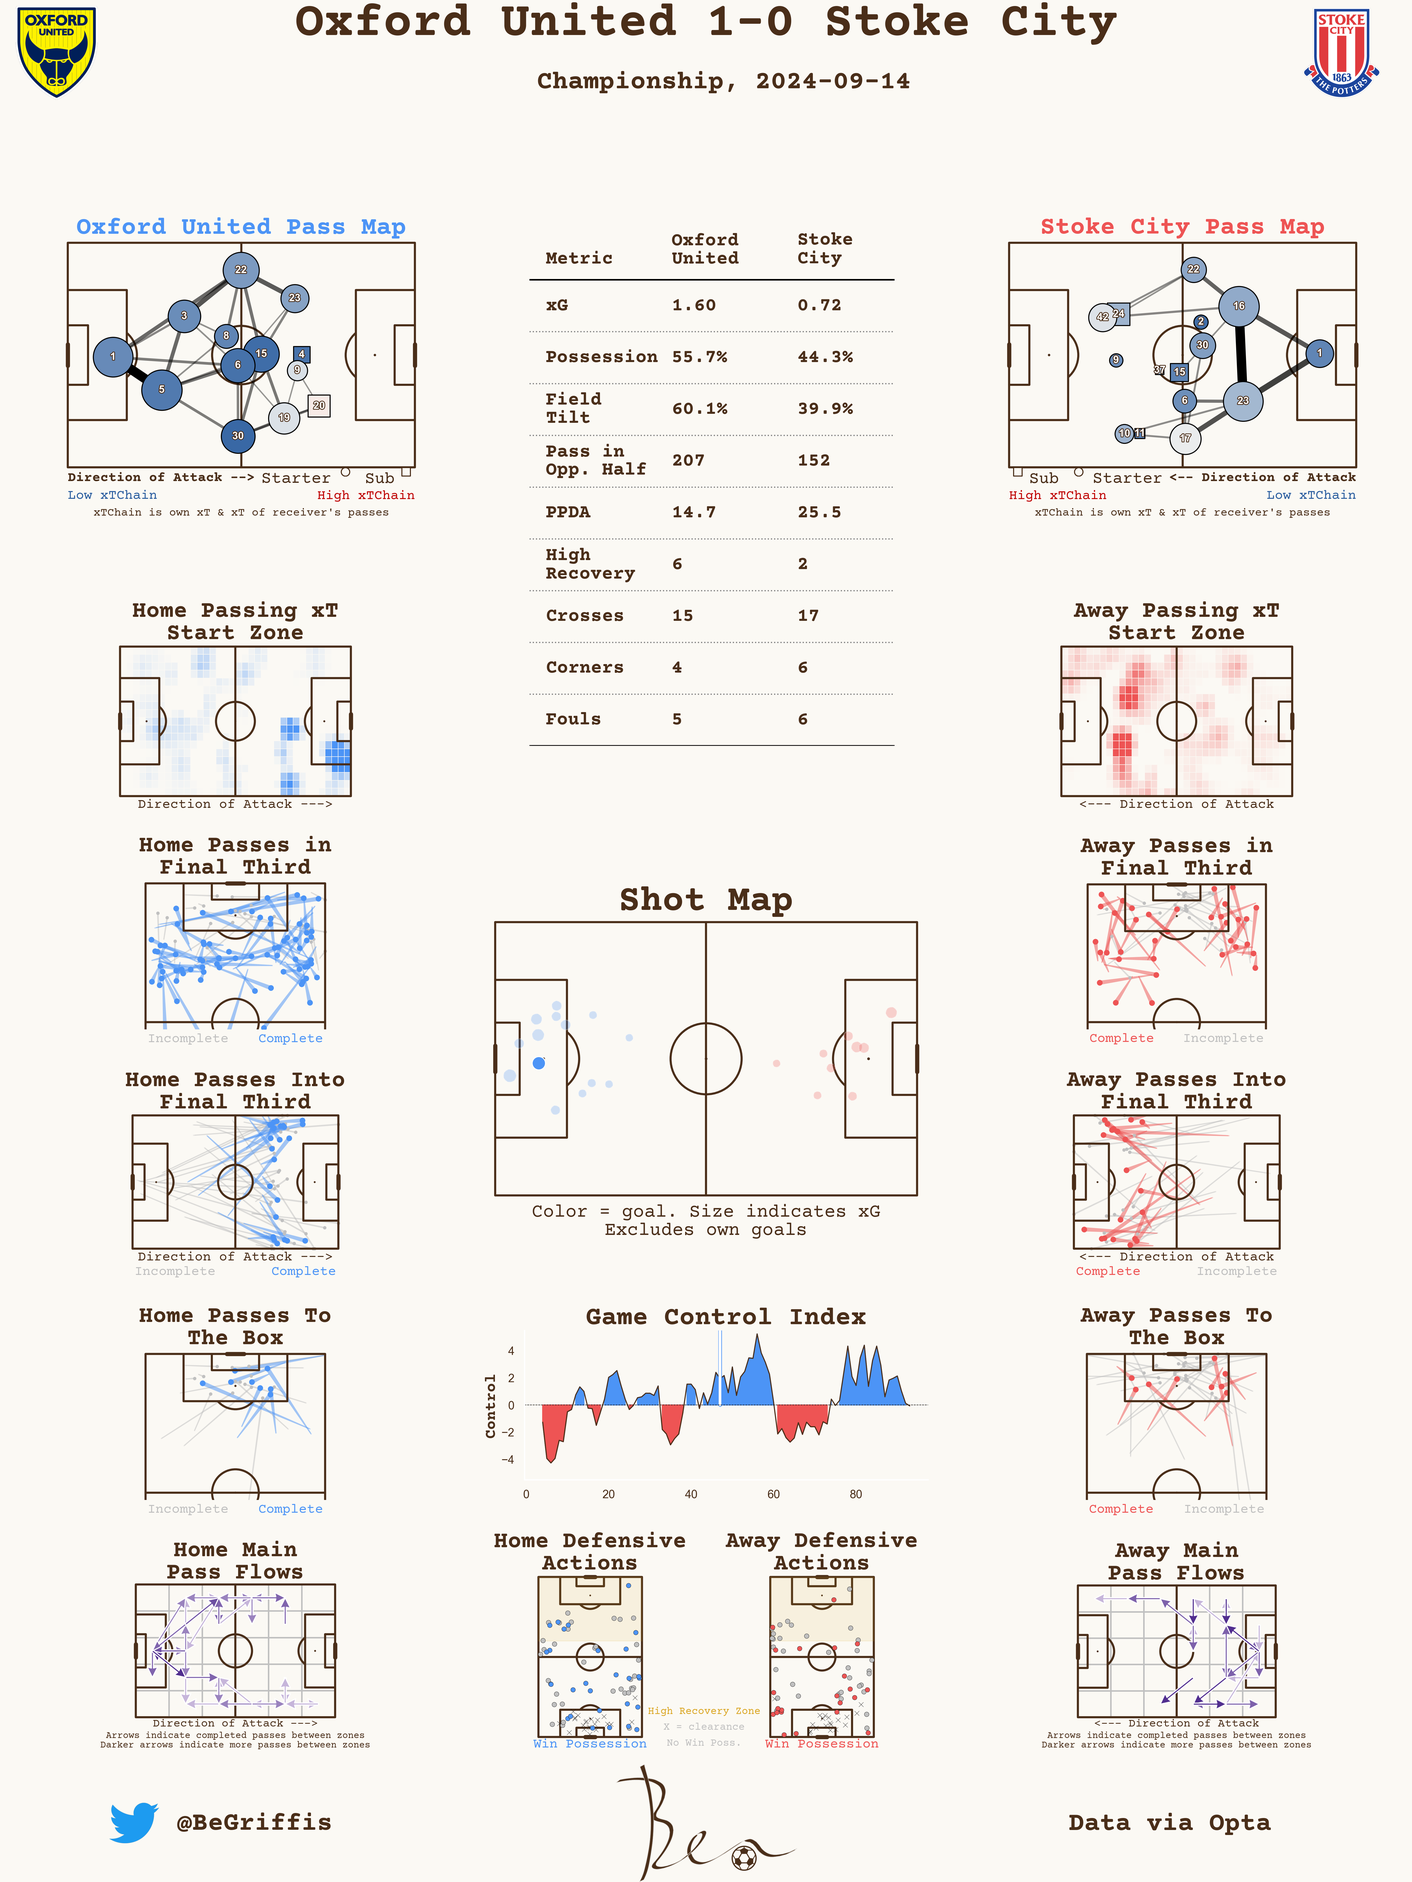 Oxford United 1-0 Stoke City
Championship, 2024-09-14
OXFORD
UNITED
STOKE
CITY
1863
THE POTTERS
Oxford United Pass Map
22
23
3
8
15
4
1
6
9
5
20
19
30
Direction of Attack --> Starter Sub
Low xTChain High xTChain
xTChain is own xT & xT of receiver's passes
Metric Oxford United Stoke City
xG 1.60 0.72
Possession 55.7% 44.3%
Field Tilt 60.1% 39.9%
Pass in Opp. Half 207 152
PPDA 14.7 25.5
High Recovery 6 2
Crosses 15 17
Corners 4 6
Fouls 5 6
Stoke City Pass Map
22
16
42
24
2
30
1
9
37
15
6
23
10
11
17
Sub Starter <-- Direction of Attack
High xTChain Low xTChain
xTChain is own xT & xT of receiver's passes
Home Passing xT
Start Zone
Direction of Attack --->
Away Passing xT
Start Zone
<--- Direction of Attack
Home Passes in
Final Third
Incomplete Complete
Shot Map
Color = goal. Size indicates xG
Excludes own goals
Away Passes in
Final Third
Complete Incomplete
Home Passes Into
Final Third
Direction of Attack --->
Incomplete Complete
Away Passes Into
Final Third
<--- Direction of Attack
Complete Incomplete
Home Passes To
The Box
Incomplete Complete
Game Control Index
Control
4
2
0
−2
−4
0 20 40 60 80
Away Passes To
The Box
Complete Incomplete
Home Main
Pass Flows
Direction of Attack --->
Arrows indicate completed passes between zones
Darker arrows indicate more passes between zones
Home Defensive
Actions
Win Possession
High Recovery Zone
X = clearance
No Win Poss.
Away Defensive
Actions
Win Possession
Away Main
Pass Flows
<--- Direction of Attack
Arrows indicate completed passes between zones
Darker arrows indicate more passes between zones
@BeGriffis
Ben
Data via Opta